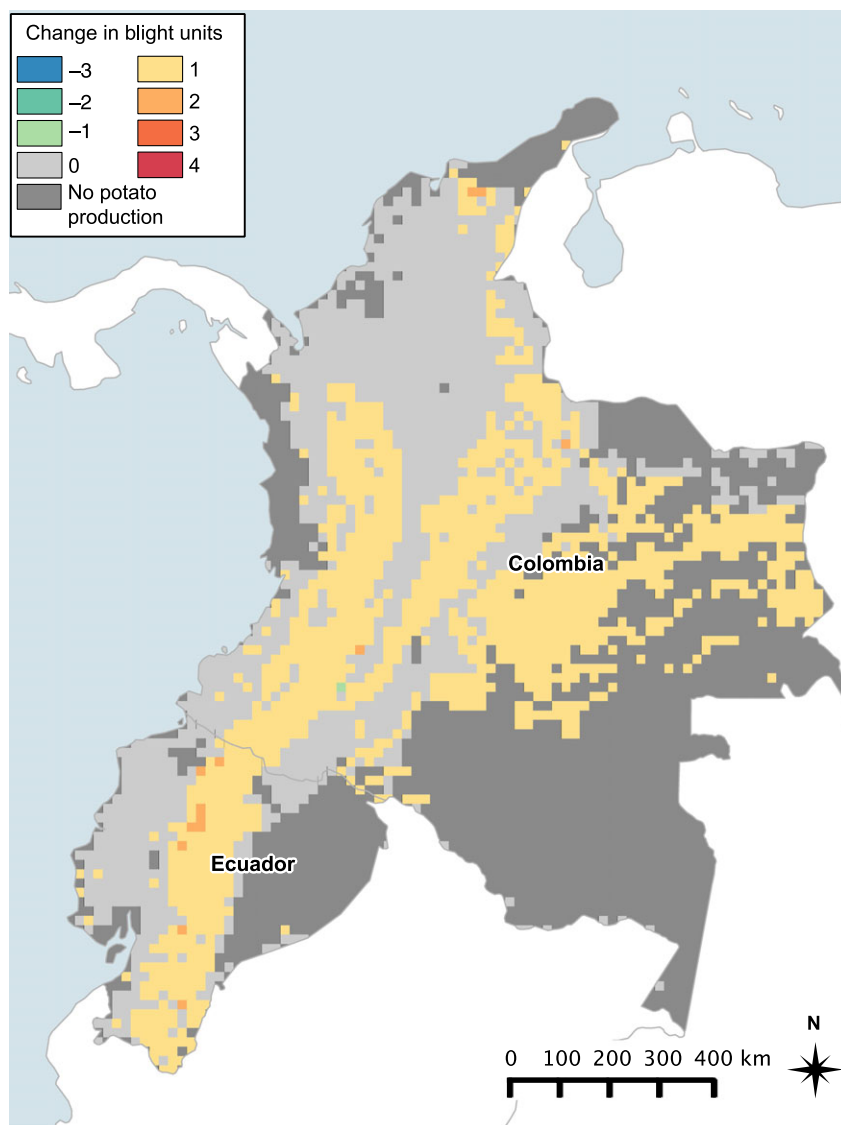 Change in blight units
–3
1
–2
2
–1
3
0
4
No potato
production
Colombia
Ecuador
N
0 100 200 300 400 km